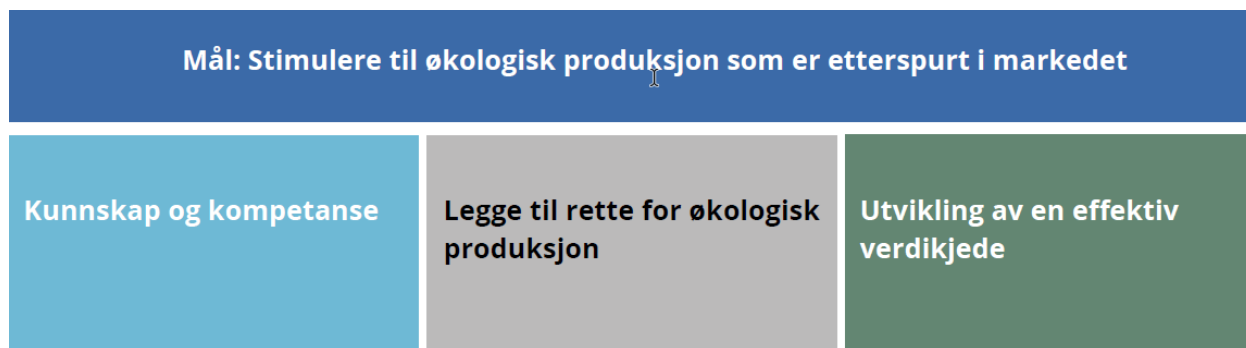 Mål: Stimulere til økologisk produksjon som er etterspurt i markedet
Kunnskap og kompetanse
Legge til rette for økologisk
produksjon
Utvikling av en effektiv
verdikjede